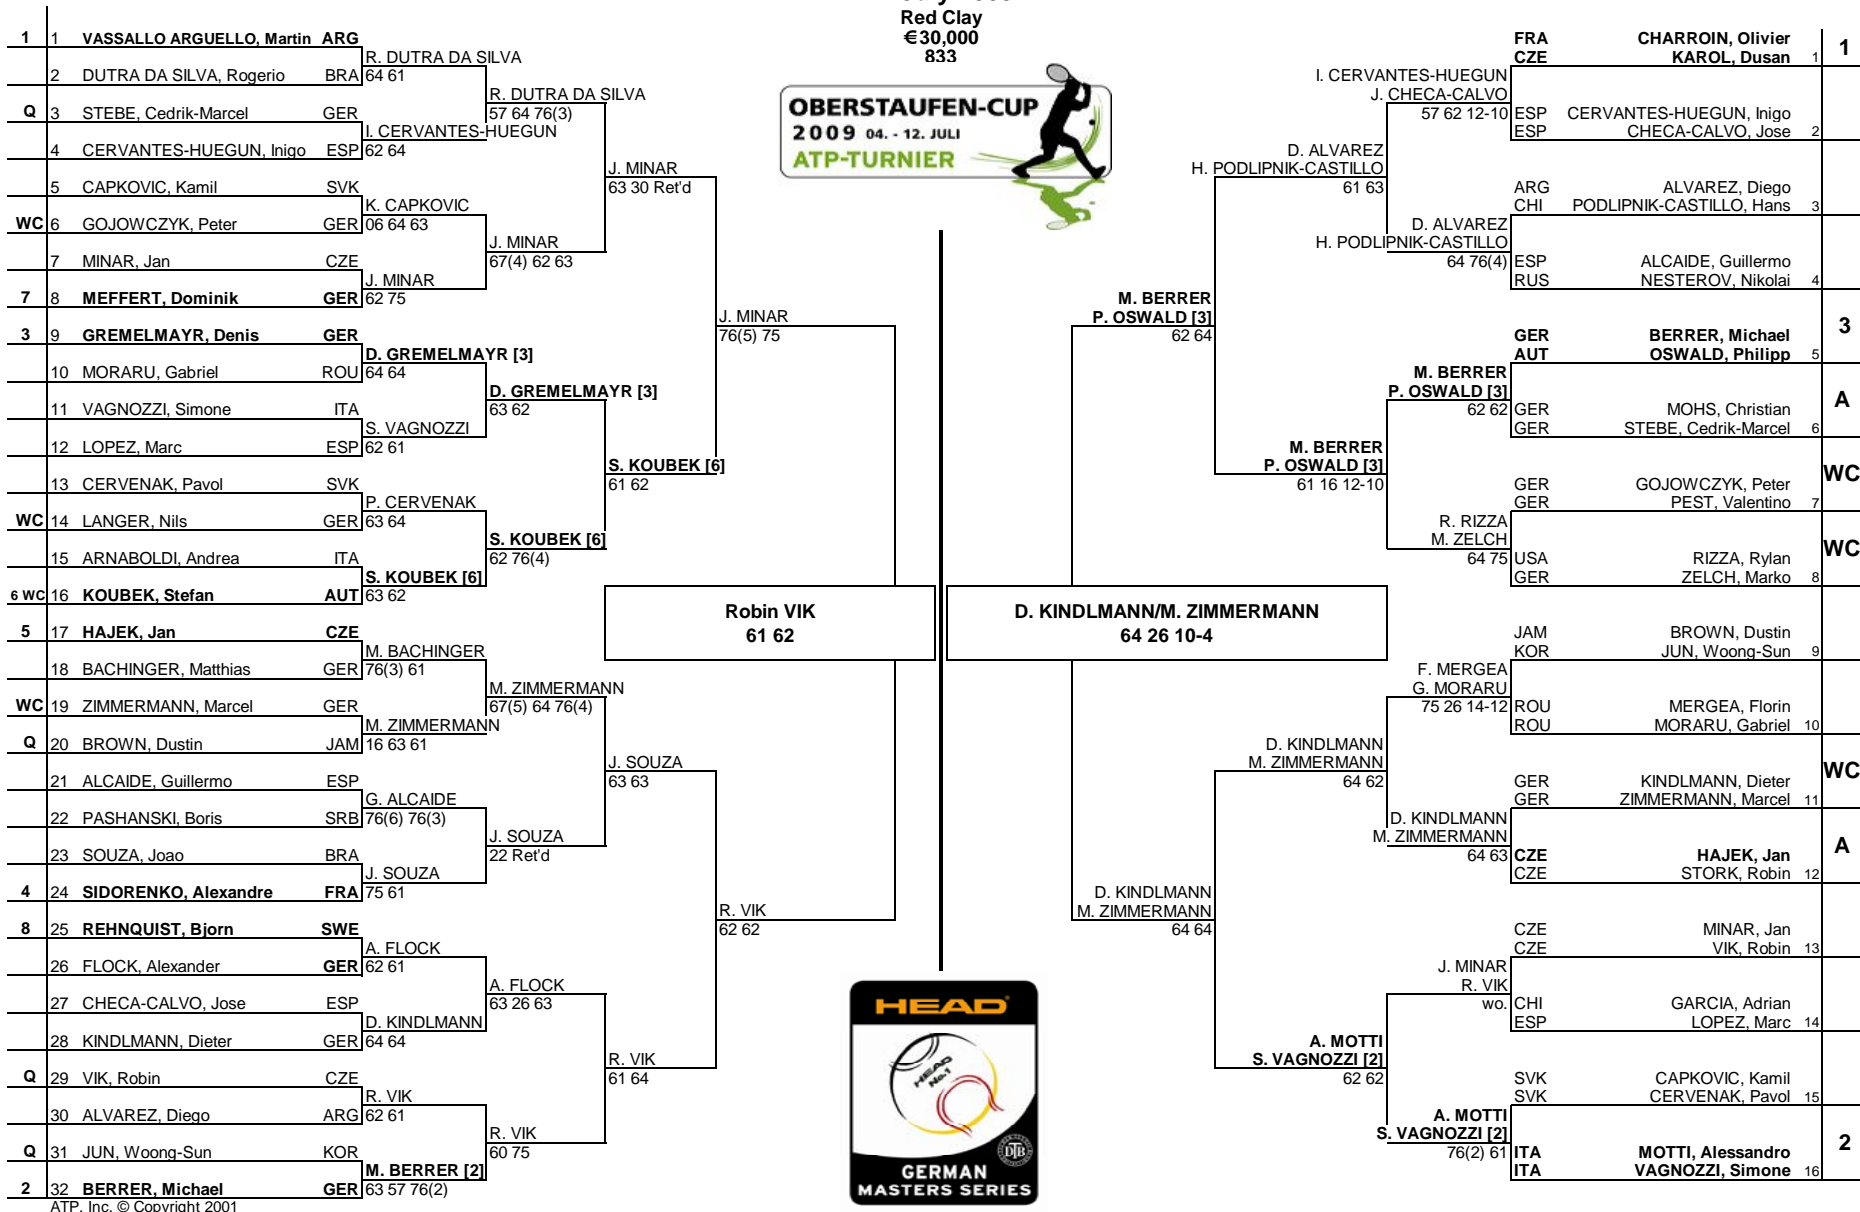 Red Clay
€30,000
833
OBERSTAUFEN-CUP
2009 04. - 12. JULI
ATP-TURNIER
1 1 VASSALLO ARGUELLO, Martin ARG
R. DUTRA DA SILVA
2 DUTRA DA SILVA, Rogerio BRA 64 61
R. DUTRA DA SILVA
Q 3 STEBE, Cedrik-Marcel GER 57 64 76(3)
I. CERVANTES-HUEGUN
4 CERVANTES-HUEGUN, Inigo ESP 62 64
J. MINAR
5 CAPKOVIC, Kamil SVK 63 30 Ret'd
K. CAPKOVIC
WC 6 GOJOWCZYK, Peter GER 06 64 63
J. MINAR
7 MINAR, Jan CZE 67(4) 62 63
J. MINAR
7 8 MEFFERT, Dominik GER 62 75
J. MINAR
3 9 GREMELMAYR, Denis GER 76(5) 75
D. GREMELMAYR [3]
10 MORARU, Gabriel ROU 64 64
D. GREMELMAYR [3]
11 VAGNOZZI, Simone ITA 63 62
S. VAGNOZZI
12 LOPEZ, Marc ESP 62 61
S. KOUBEK [6]
13 CERVENAK, Pavol SVK 61 62
P. CERVENAK
WC 14 LANGER, Nils GER 63 64
S. KOUBEK [6]
15 ARNABOLDI, Andrea ITA 62 76(4)
S. KOUBEK [6]
6 WC 16 KOUBEK, Stefan AUT 63 62
Robin VIK
61 62
5 17 HAJEK, Jan CZE
M. BACHINGER
18 BACHINGER, Matthias GER 76(3) 61
M. ZIMMERMANN
WC 19 ZIMMERMANN, Marcel GER 67(5) 64 76(4)
M. ZIMMERMANN
Q 20 BROWN, Dustin JAM 16 63 61
J. SOUZA
21 ALCAIDE, Guillermo ESP 63 63
G. ALCAIDE
22 PASHANSKI, Boris SRB 76(6) 76(3)
J. SOUZA
23 SOUZA, Joao BRA 22 Ret'd
J. SOUZA
4 24 SIDORENKO, Alexandre FRA 75 61
R. VIK
8 25 REHNQUIST, Bjorn SWE 62 62
A. FLOCK
26 FLOCK, Alexander GER 62 61
A. FLOCK
27 CHECA-CALVO, Jose ESP 63 26 63
D. KINDLMANN
28 KINDLMANN, Dieter GER 64 64
R. VIK
Q 29 VIK, Robin CZE 61 64
R. VIK
30 ALVAREZ, Diego ARG 62 61
R. VIK
Q 31 JUN, Woong-Sun KOR 60 75
M. BERRER [2]
2 32 BERRER, Michael GER 63 57 76(2)
ATP, Inc. © Copyright 2001
FRA CHARROIN, Olivier 1
CZE KAROL, Dusan 1
I. CERVANTES-HUEGUN
J. CHECA-CALVO
57 62 12-10 ESP CERVANTES-HUEGUN, Inigo
ESP CHECA-CALVO, Jose 2
D. ALVAREZ
H. PODLIPNIK-CASTILLO
61 63 ARG ALVAREZ, Diego
CHI PODLIPNIK-CASTILLO, Hans 3
D. ALVAREZ
H. PODLIPNIK-CASTILLO
64 76(4) ESP ALCAIDE, Guillermo
RUS NESTEROV, Nikolai 4
M. BERRER
P. OSWALD [3]
62 64 GER BERRER, Michael 3
AUT OSWALD, Philipp 5
M. BERRER
P. OSWALD [3] A
62 62 GER MOHS, Christian
GER STEBE, Cedrik-Marcel 6
M. BERRER
P. OSWALD [3] WC
61 16 12-10 GER GOJOWCZYK, Peter
GER PEST, Valentino 7
R. RIZZA
M. ZELCH WC
64 75 USA RIZZA, Rylan
GER ZELCH, Marko 8
D. KINDLMANN/M. ZIMMERMANN
64 26 10-4
JAM BROWN, Dustin
KOR JUN, Woong-Sun 9
F. MERGEA
G. MORARU
75 26 14-12 ROU MERGEA, Florin
ROU MORARU, Gabriel 10
D. KINDLMANN
M. ZIMMERMANN WC
64 62 GER KINDLMANN, Dieter
GER ZIMMERMANN, Marcel 11
D. KINDLMANN
M. ZIMMERMANN A
64 63 CZE HAJEK, Jan
CZE STORK, Robin 12
D. KINDLMANN
M. ZIMMERMANN
64 64 CZE MINAR, Jan
CZE VIK, Robin 13
J. MINAR
R. VIK
wo. CHI GARCIA, Adrian
ESP LOPEZ, Marc 14
A. MOTTI
S. VAGNOZZI [2]
62 62 SVK CAPKOVIC, Kamil
SVK CERVENAK, Pavol 15
A. MOTTI
S. VAGNOZZI [2] 2
76(2) 61 ITA MOTTI, Alessandro
ITA VAGNOZZI, Simone 16
HEAD
HEAD
No.1
DTB
GERMAN
MASTERS SERIES